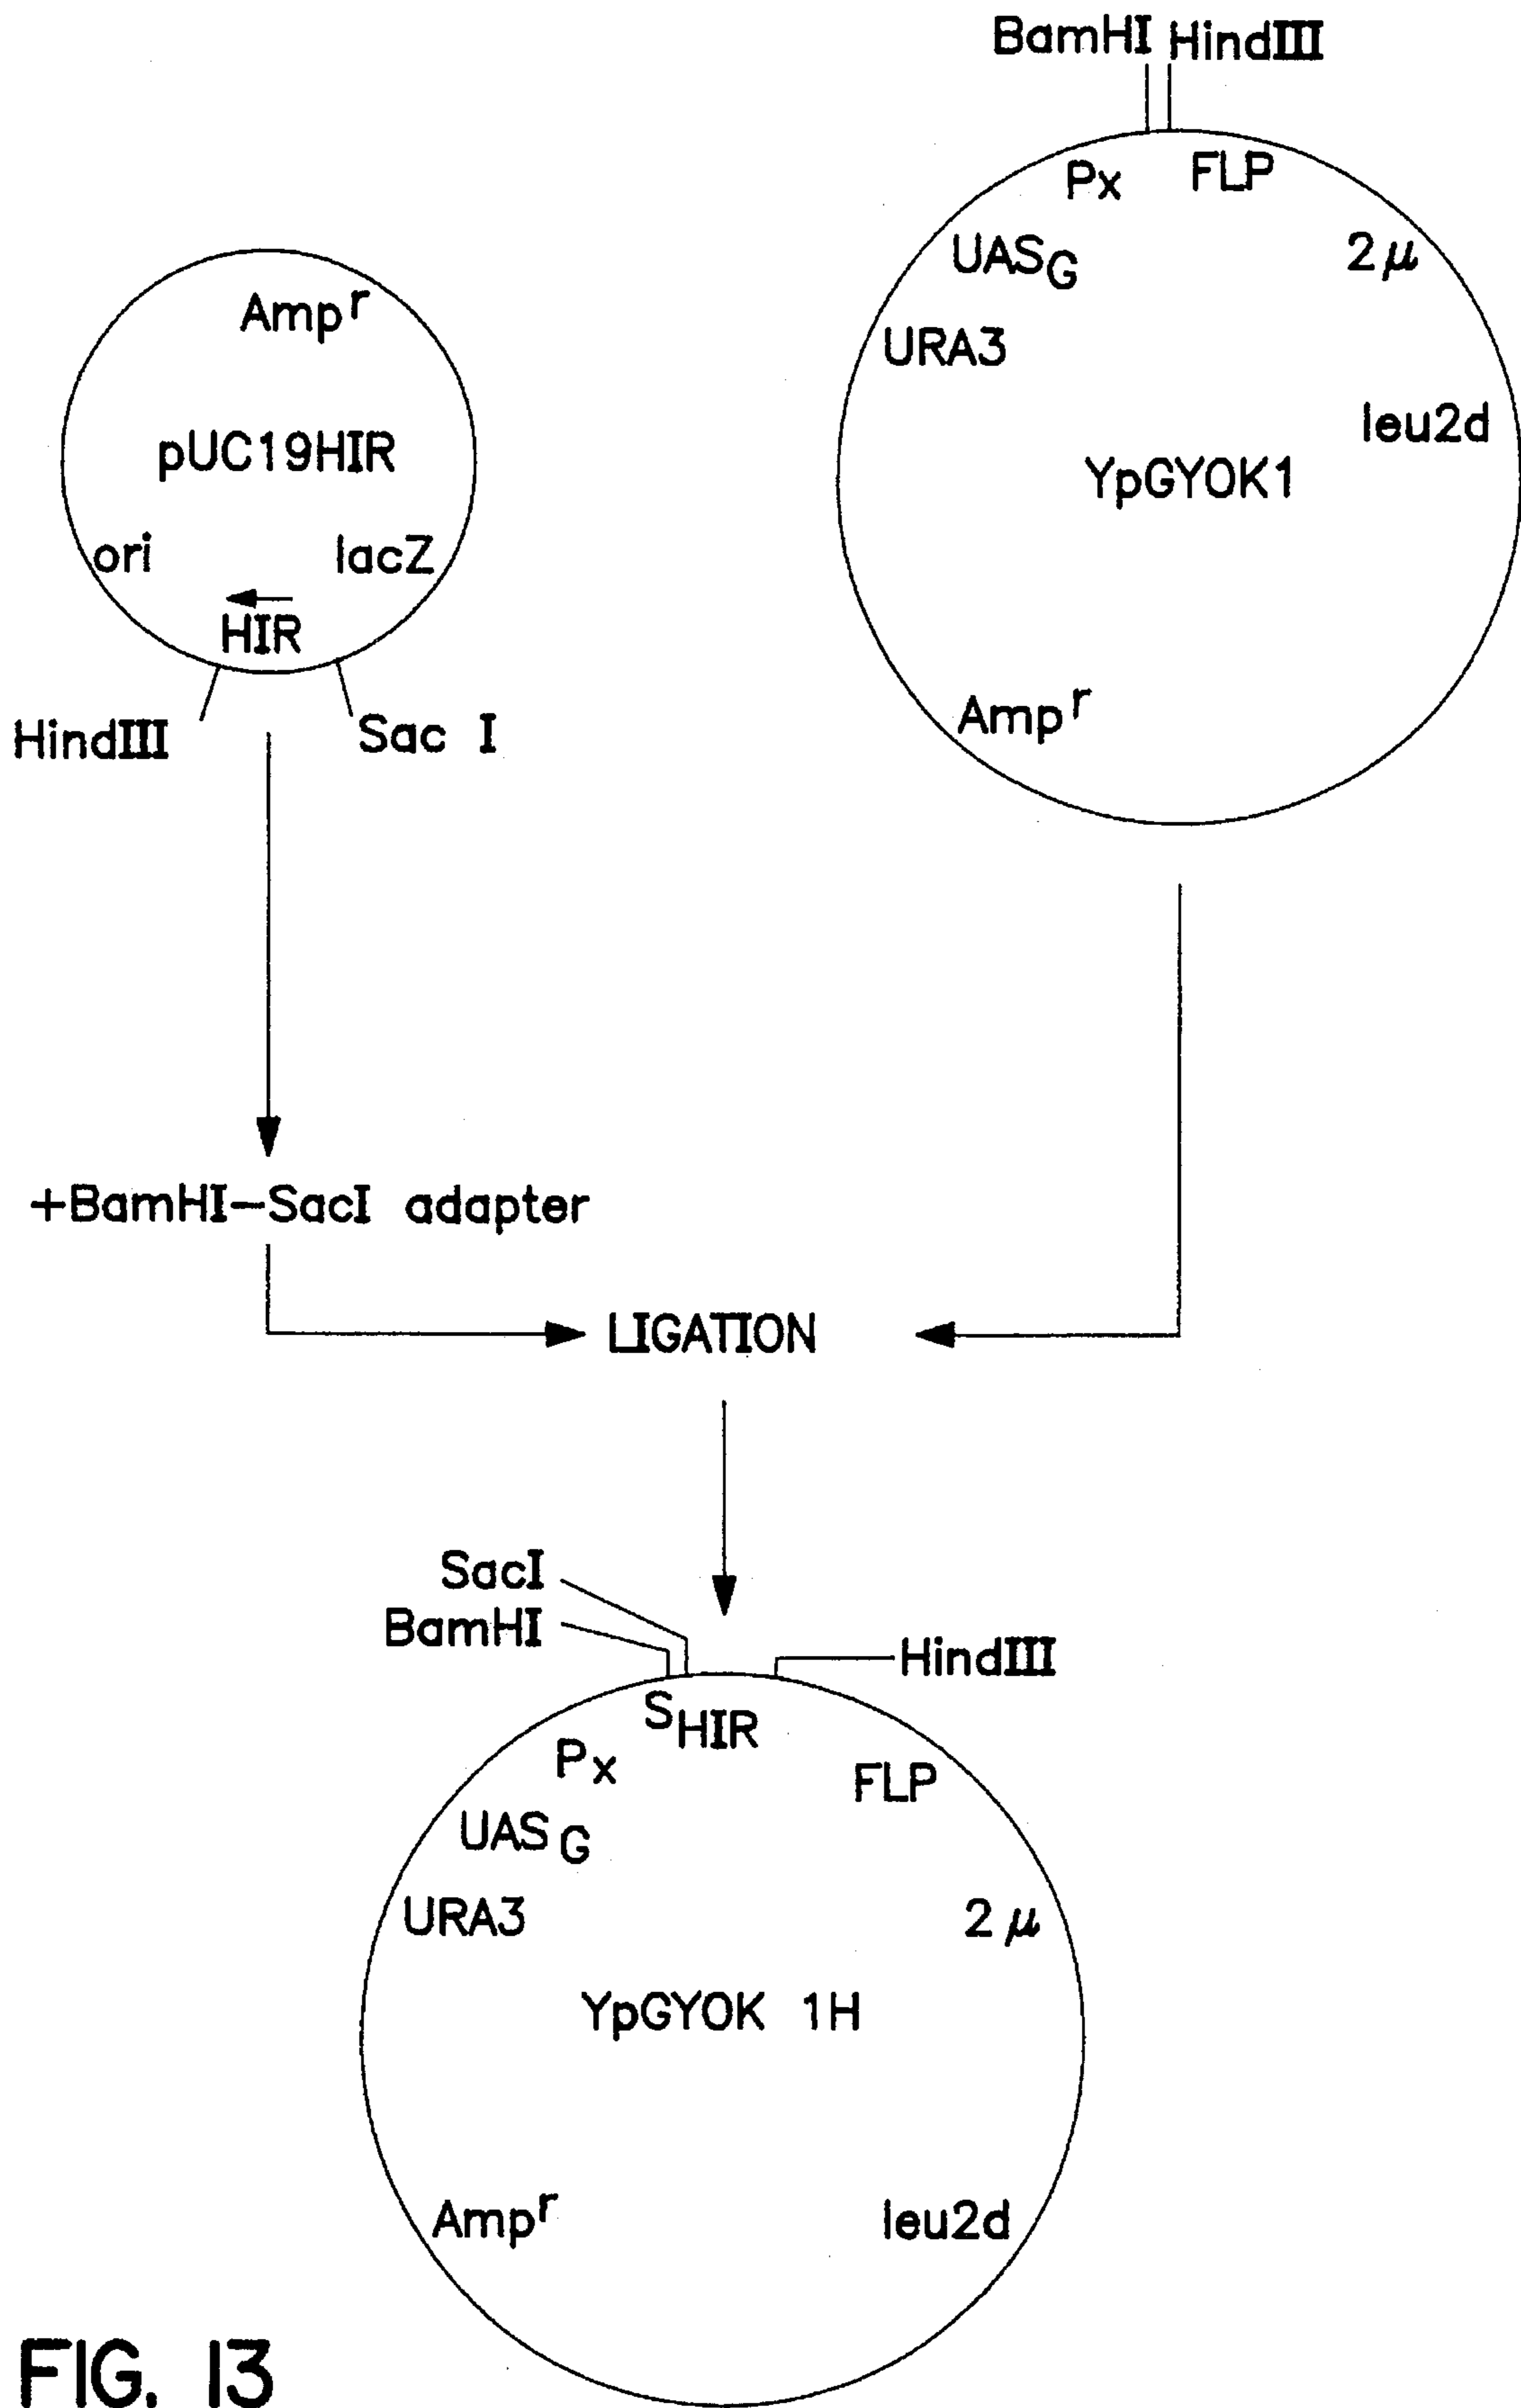 BamHI HindIII
Px FLP
UASG 2μ
URA3
leu2d
YpGYOK1
Ampr
Ampr
pUC19HIR
ori lacZ
HIR
HindIII Sac I
+BamHI-SacI adapter
LIGATION
SacI
BamHI
HindIII
SHIR
Px
FLP
UAS G
URA3 2μ
YpGYOK 1H
Ampr leu2d
FIG. 13